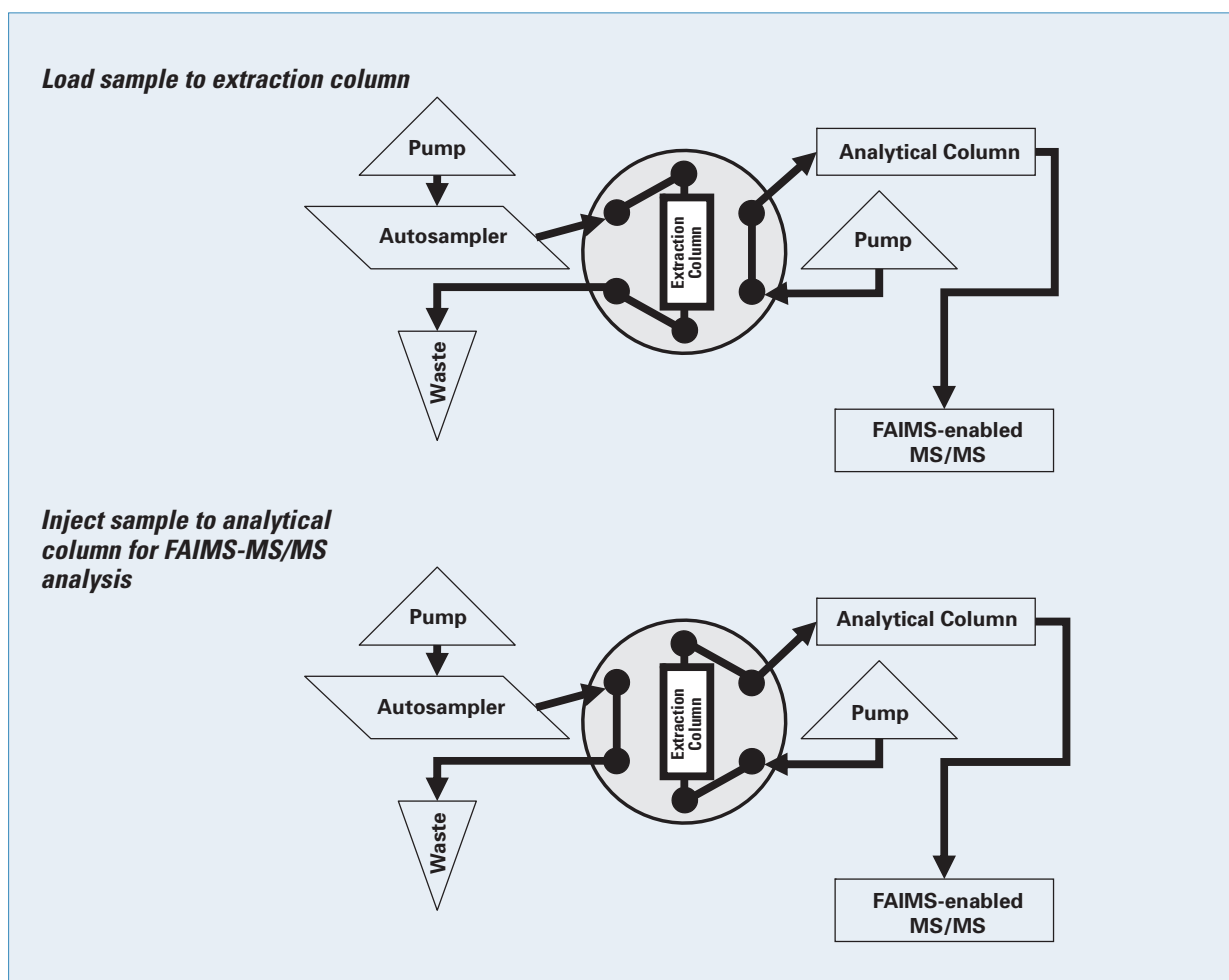 Load sample to extraction column
Pump
Autosampler
Extraction
Column
Analytical Column
Pump
Waste
FAIMS-enabled
MS/MS
Inject sample to analytical
column for FAIMS-MS/MS
analysis
Pump
Autosampler
Extraction
Column
Analytical Column
Pump
Waste
FAIMS-enabled
MS/MS